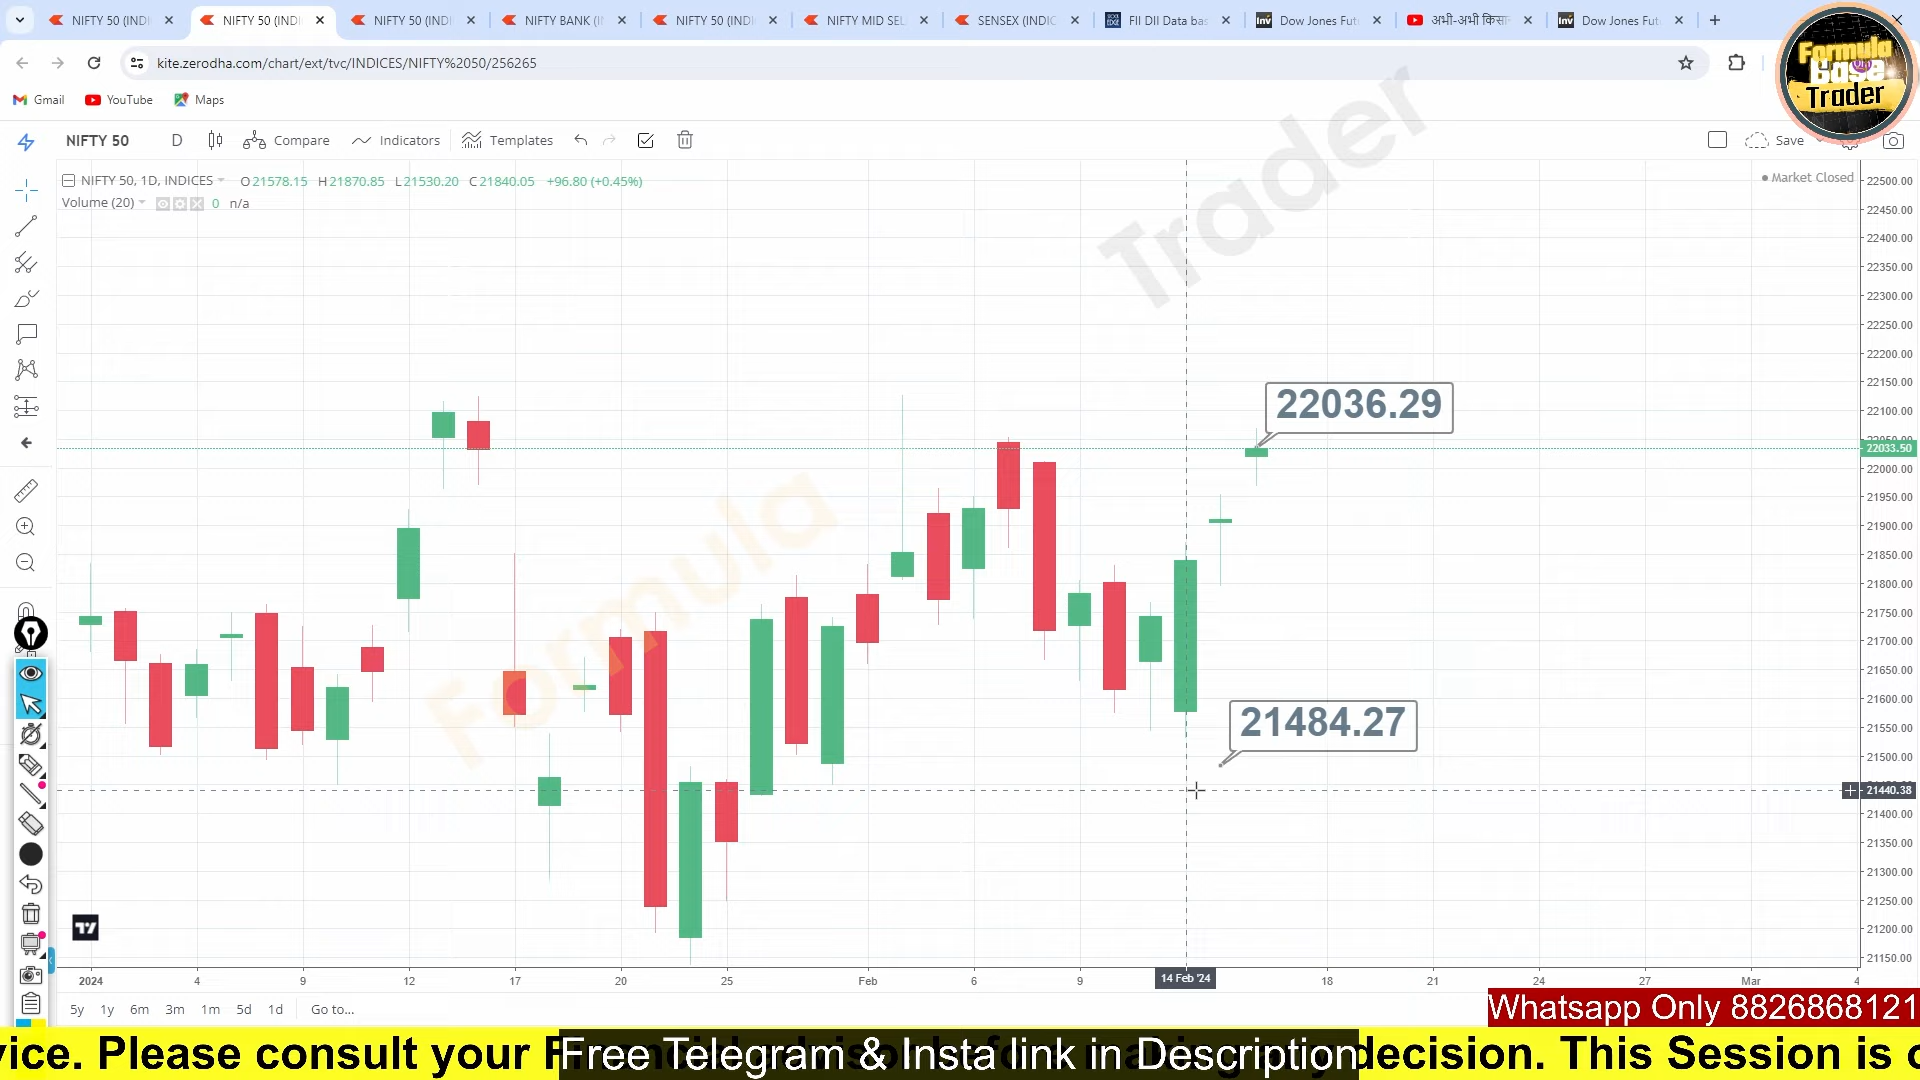 NIFTY 50 (INDI
NIFTY 50 (INDI
NIFTY 50 (INDI
NIFTY BANK (IN
NIFTY 50 (INDI
NIFTY MID SEL
SENSEX (INDIC
FII DII Data bas
Dow Jones Fut
अभी-अभी किसान
Dow Jones Fut
kite.zerodha.com/chart/ext/tvc/INDICES/NIFTY%2050/256265
Gmail
YouTube
Maps
Formula
Base
Trader
NIFTY 50
D
Compare
Indicators
Templates
Save
NIFTY 50, 1D, INDICES
O21578.15 H21870.85 L21530.20 C21840.05 +96.80 (+0.45%)
Market Closed
Volume (20)
0 n/a
Trader
Formula
22036.29
21484.27
22500.00
22450.00
22400.00
22350.00
22300.00
22250.00
22200.00
22150.00
22100.00
22050.00
22033.50
22000.00
21950.00
21900.00
21850.00
21800.00
21750.00
21700.00
21650.00
21600.00
21550.00
21500.00
21440.38
21400.00
21350.00
21300.00
21250.00
21200.00
21150.00
2024
4
9
12
17
20
25
Feb
6
9
14 Feb '24
18
21
24
27
Mar
4
5y 1y 6m 3m 1m 5d 1d Go to...
Whatsapp Only 8826868121
vice. Please consult your F
Free Telegram & Insta link in Description
decision. This Session is